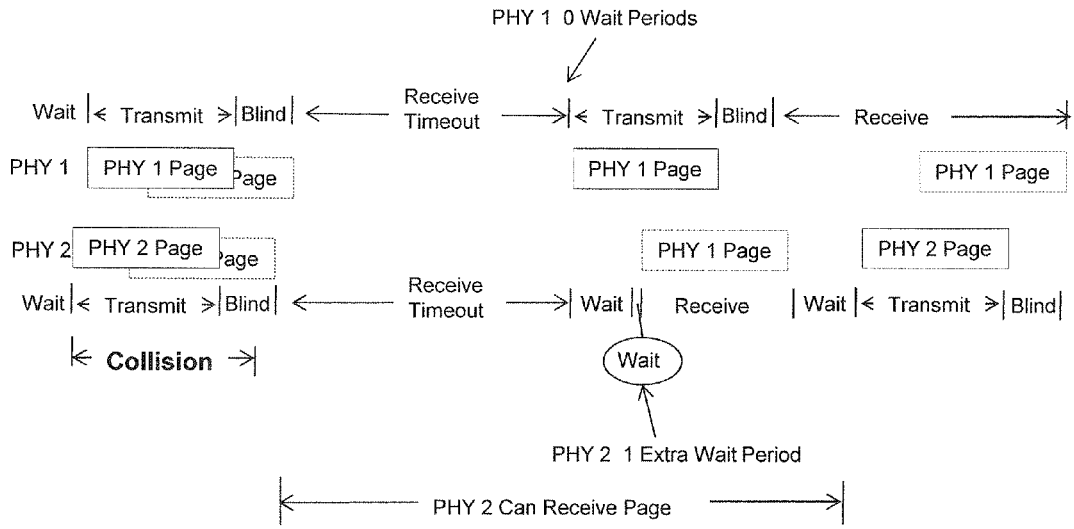 PHY 1 0 Wait Periods
Wait Transmit Blind Receive Timeout Transmit Blind Receive
PHY 1 PHY 1 Page Page PHY 1 Page PHY 1 Page
PHY 2 PHY 2 Page Page PHY 1 Page PHY 2 Page
Wait Transmit Blind Receive Timeout Wait Receive Wait Transmit Blind
Collision
Wait
PHY 2 1 Extra Wait Period
PHY 2 Can Receive Page